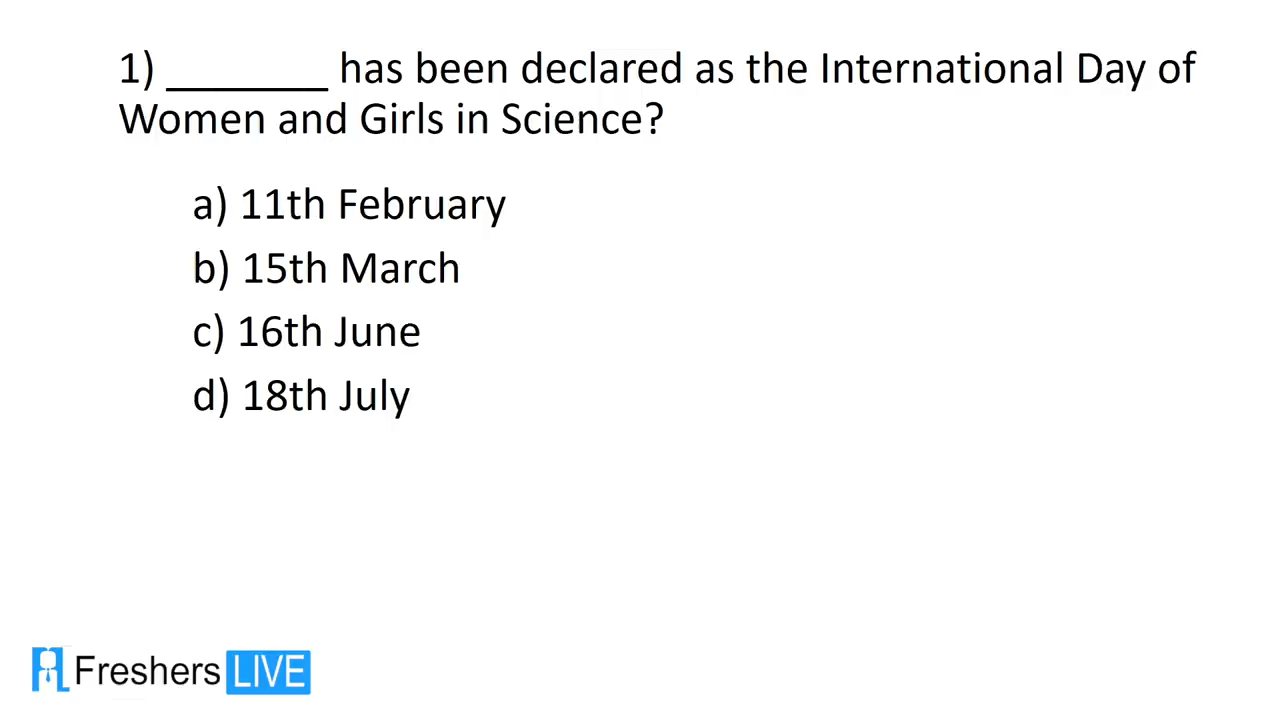 1) _______ has been declared as the International Day of
Women and Girls in Science?
a) 11th February
b) 15th March
c) 16th June
d) 18th July
Freshers LIVE